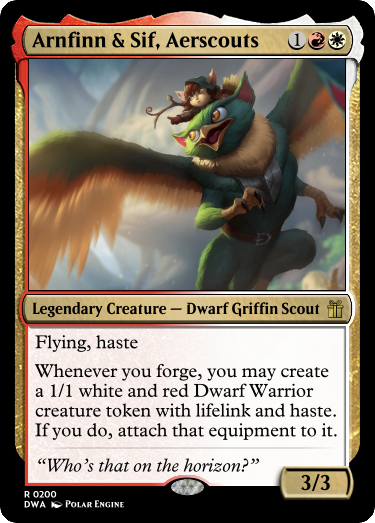 Arnfinn & Sif, Aerscouts 1
Legendary Creature — Dwarf Griffin Scout
Flying, haste
Whenever you forge, you may create
a 1/1 white and red Dwarf Warrior
creature token with lifelink and haste.
If you do, attach that equipment to it.
“Who’s that on the horizon?”
3/3
R 0200
DWA Polar Engine